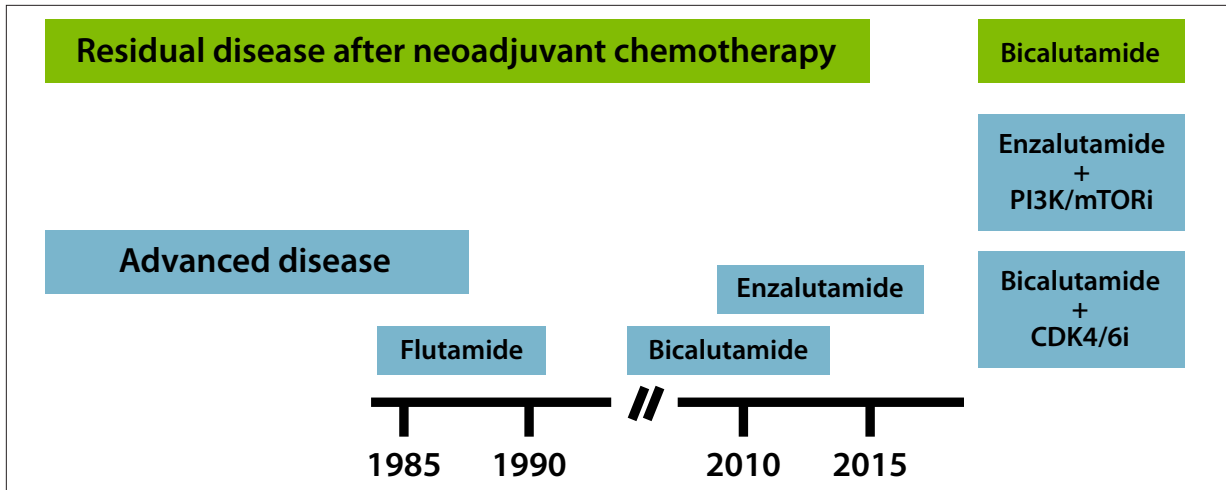 Residual disease after neoadjuvant chemotherapy
Bicalutamide
Enzalutamide
+
PI3K/mTORi
Advanced disease
Bicalutamide
+
CDK4/6i
Enzalutamide
Flutamide
Bicalutamide
1985
1990
2010
2015